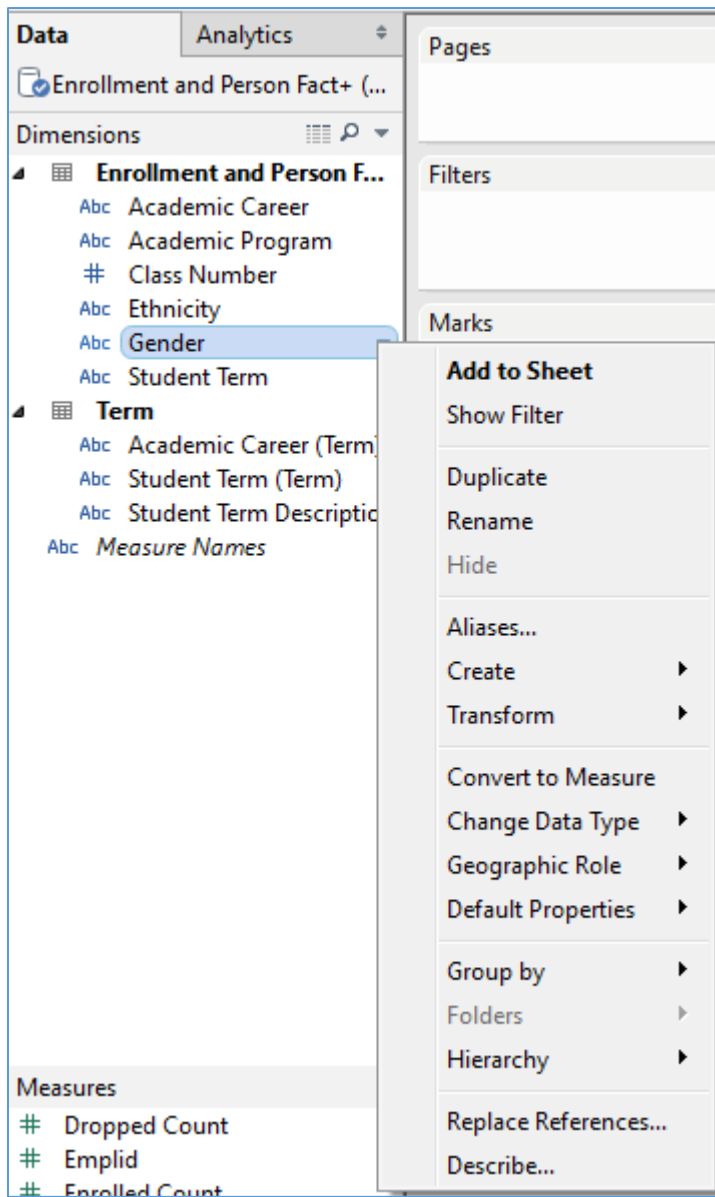 Data
Analytics
Enrollment and Person Fact+ (...
Dimensions
Enrollment and Person F...
Abc Academic Career
Abc Academic Program
# Class Number
Abc Ethnicity
Abc Gender
Abc Student Term
Term
Abc Academic Career (Term)
Abc Student Term (Term)
Abc Student Term Descriptio
Abc Measure Names
Measures
# Dropped Count
# Emplid
# Enrolled Count
Pages
Filters
Marks
Add to Sheet
Show Filter
Duplicate
Rename
Hide
Aliases...
Create
Transform
Convert to Measure
Change Data Type
Geographic Role
Default Properties
Group by
Folders
Hierarchy
Replace References...
Describe...